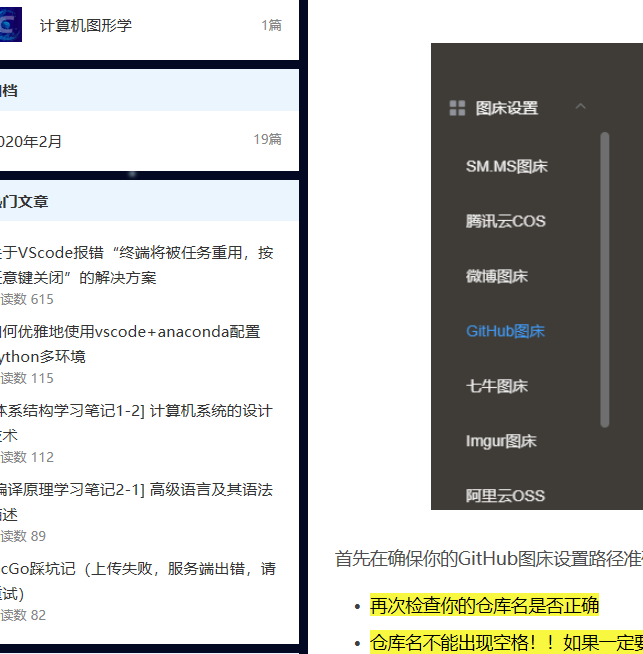 计算机图形学 1篇
档
020年2月 19篇
门文章
于VScode报错“终端将被任务重用，按
意键关闭”的解决方案
读数 615
何优雅地使用vscode+anaconda配置
ython多环境
读数 115
体系结构学习笔记1-2] 计算机系统的设计
术
读数 112
编译原理学习笔记2-1] 高级语言及其语法
述
读数 89
cGo踩坑记（上传失败，服务端出错，请
试）
读数 82
图床设置
SM.MS图床
腾讯云COS
微博图床
GitHub图床
七牛图床
Imgur图床
阿里云OSS
首先在确保你的GitHub图床设置路径准
• 再次检查你的仓库名是否正确
• 仓库名不能出现空格！！如果一定要